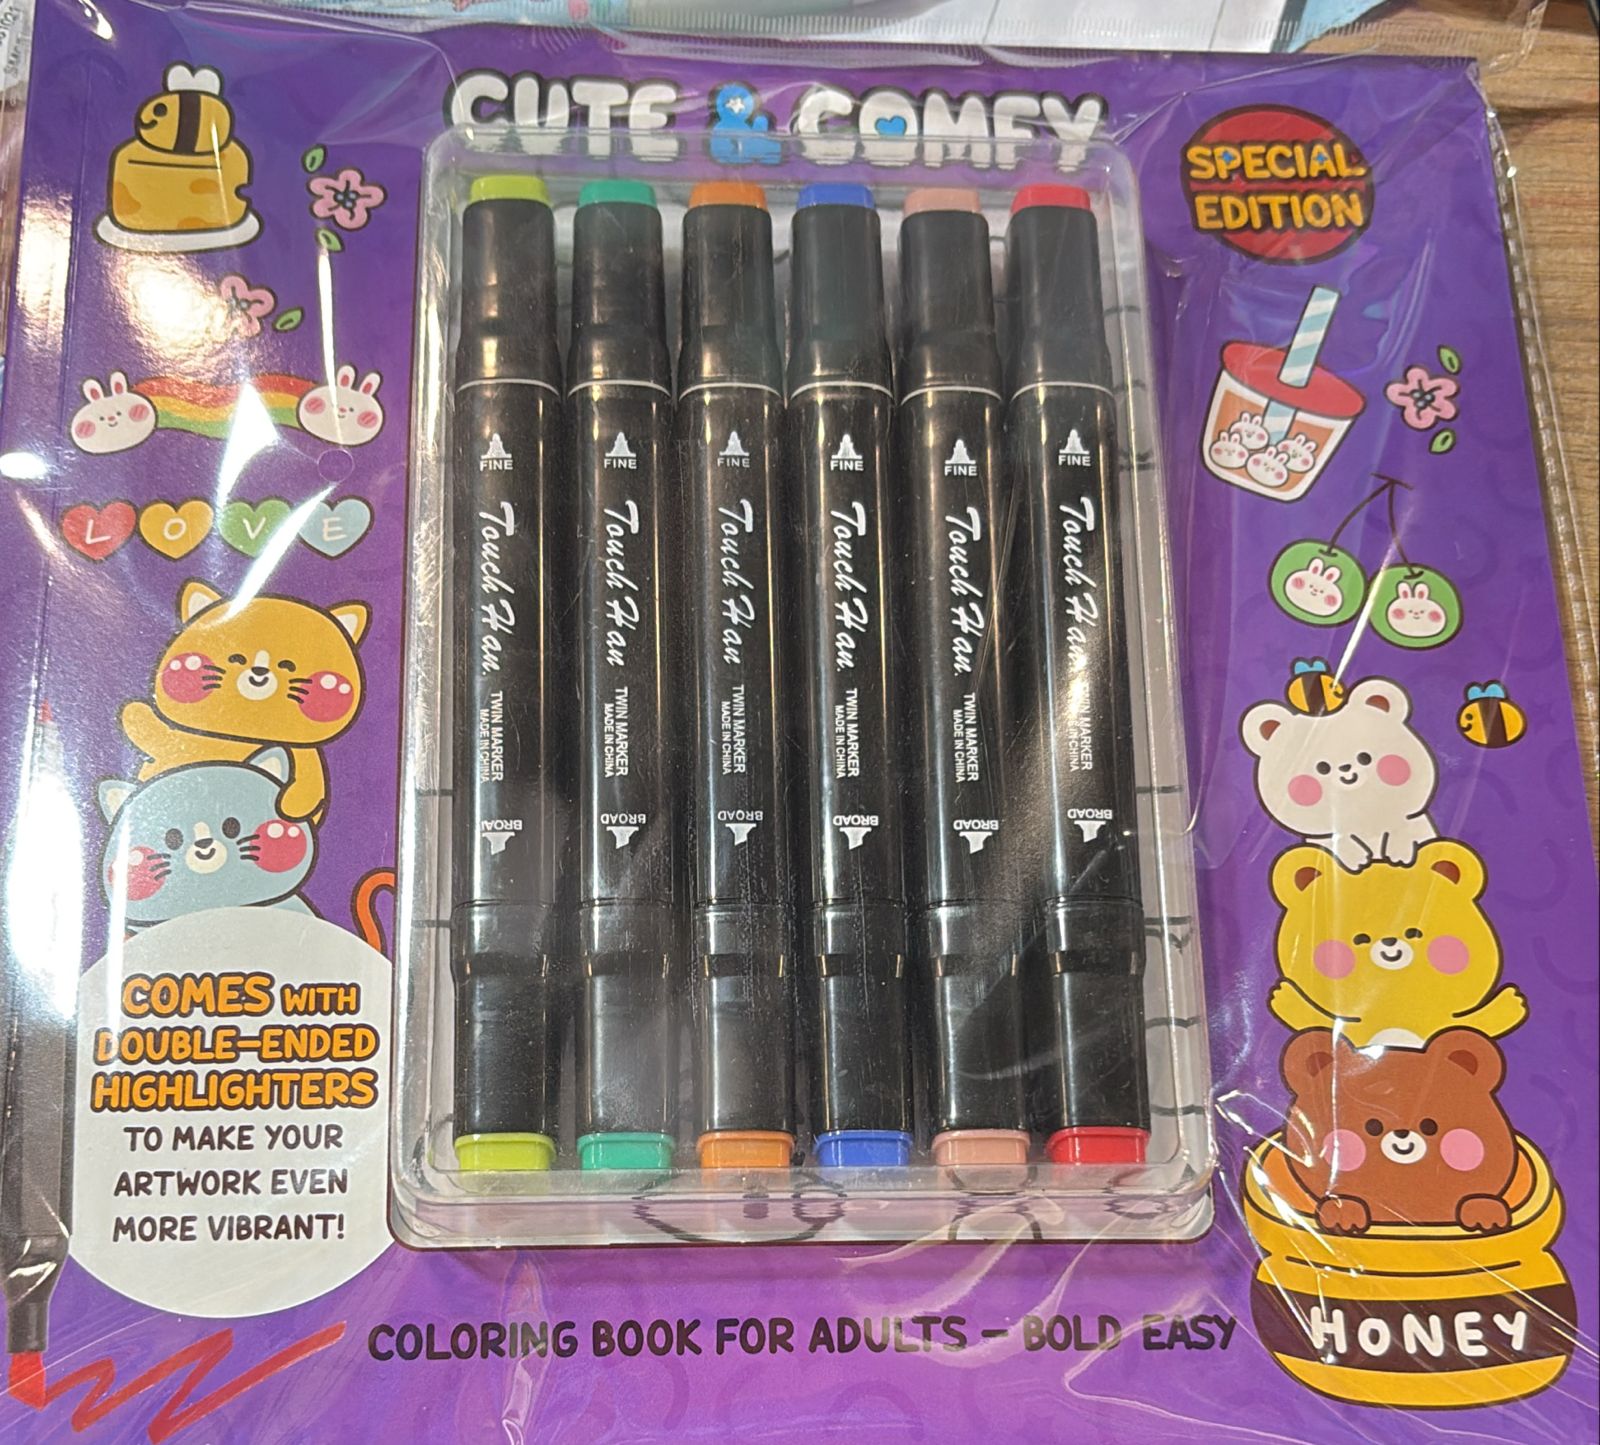 CUTE & COMFY
SPECIAL
EDITION
L O V E
FINE
Touch Han.
TWIN MARKER
MADE IN CHINA
BROAD
FINE
Touch Han
TWIN MARKER
MADE IN CHINA
BROAD
FINE
Touch Han
TWIN MARKER
MADE IN CHINA
BROAD
FINE
Touch Han.
TWIN MARKER
MADE IN CHINA
BROAD
FINE
Touch Han.
TWIN MARKER
MADE IN CHINA
BROAD
FINE
Touch Han
TWIN MARKER
MADE IN CHINA
BROAD
COMES WITH
DOUBLE-ENDED
HIGHLIGHTERS
TO MAKE YOUR
ARTWORK EVEN
MORE VIBRANT!
HONEY
COLORING BOOK FOR ADULTS – BOLD EASY